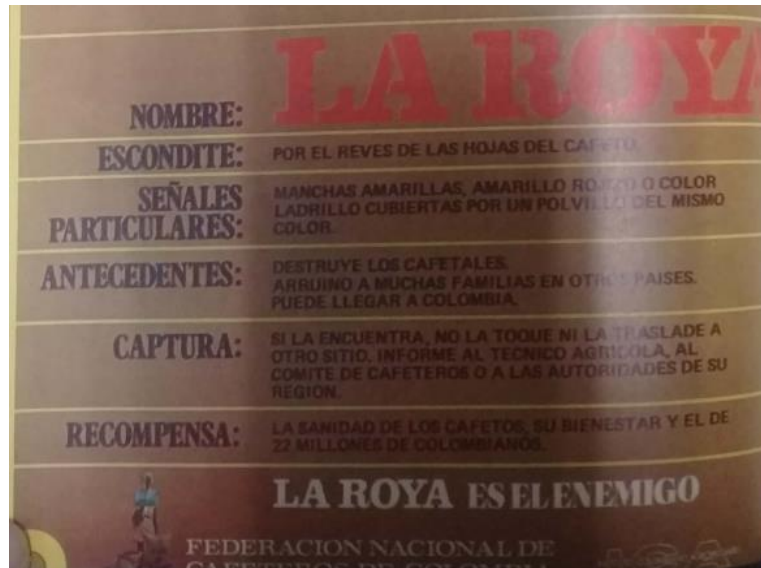 NOMBRE: LA ROYA
ESCONDITE: POR EL REVES DE LAS HOJAS DEL CAFETO.
SEÑALES PARTICULARES: MANCHAS AMARILLAS, AMARILLO ROJIZO O COLOR
LADRILLO CUBIERTAS POR UN POLVILLO DEL MISMO
COLOR.
ANTECEDENTES: DESTRUYE LOS CAFETALES.
ARRUINO A MUCHAS FAMILIAS EN OTROS PAISES.
PUEDE LLEGAR A COLOMBIA.
CAPTURA: SI LA ENCUENTRA, NO LA TOQUE NI LA TRASLADE A
OTRO SITIO. INFORME AL TECNICO AGRICOLA, AL
COMITE DE CAFETEROS O A LAS AUTORIDADES DE SU
REGION.
RECOMPENSA: LA SANIDAD DE LOS CAFETOS, SU BIENESTAR Y EL DE
22 MILLONES DE COLOMBIANOS.
LA ROYA ES EL ENEMIGO
FEDERACION NACIONAL DE
CAFETEROS DE COLOMBIA